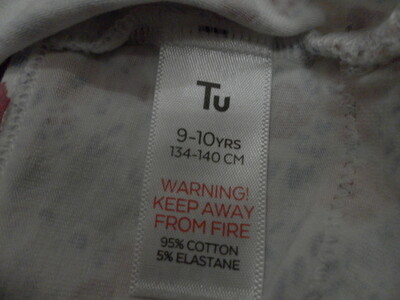 Tu
9-10YRS
134-140 CM
WARNING!
KEEP AWAY
FROM FIRE
95% COTTON
5% ELASTANE